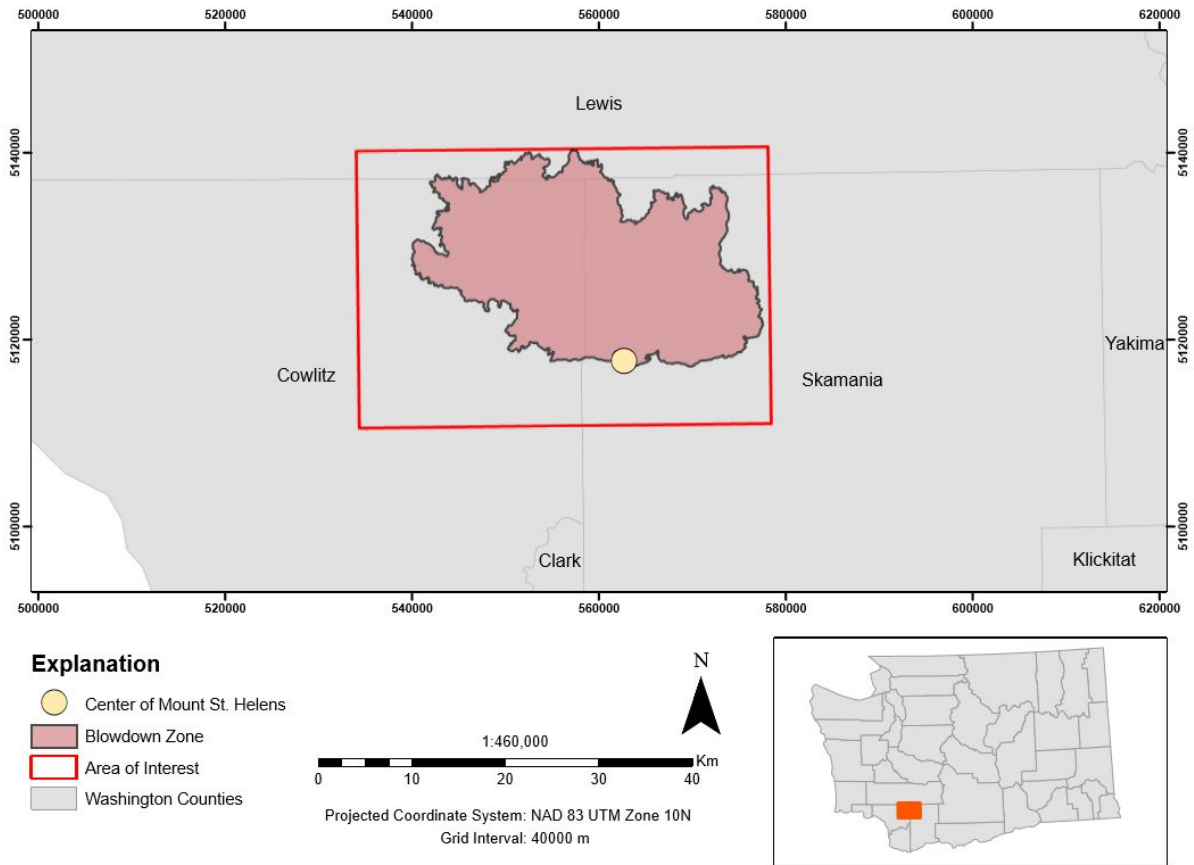 500000 520000 540000 560000 580000 600000 620000
5140000 5140000
Lewis
5120000 5120000
Yakima
Cowlitz
Skamania
5100000 5100000
Clark
Klickitat
500000 520000 540000 560000 580000 600000 620000
Explanation
Center of Mount St. Helens
Blowdown Zone
Area of Interest
Washington Counties
N
1:460,000
Km
0 10 20 30 40
Projected Coordinate System: NAD 83 UTM Zone 10N
Grid Interval: 40000 m